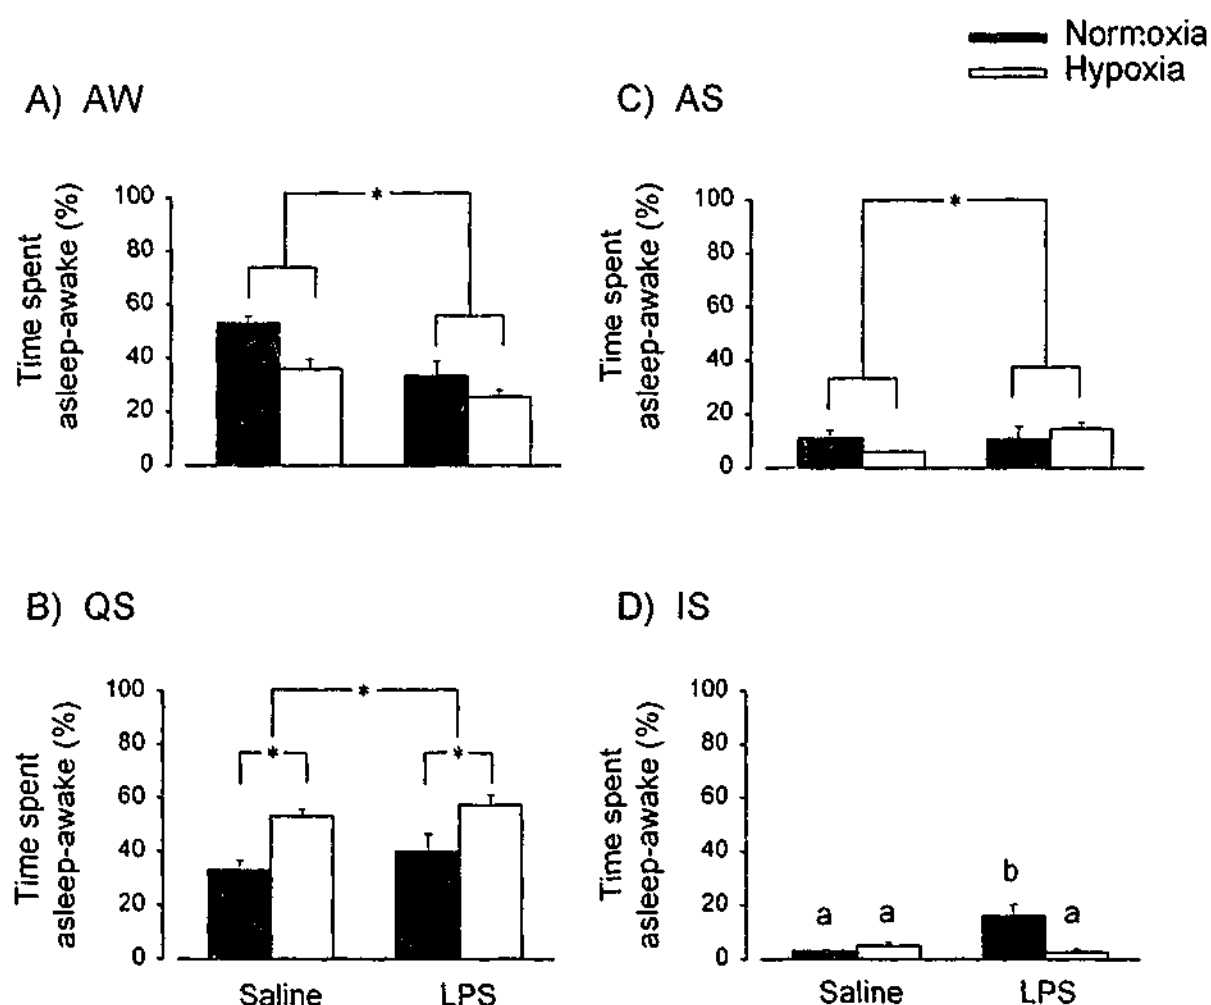 Normoxia
Hypoxia
A) AW
C) AS
Time spent
asleep-awake (%)
100
80
60
40
20
0
*
Time spent
asleep-awake (%)
100
80
60
40
20
0
*
B) QS
D) IS
Time spent
asleep-awake (%)
100
80
60
40
20
0
*
*
*
Saline
LPS
Time spent
asleep-awake (%)
100
80
60
40
20
0
a
a
b
a
Saline
LPS